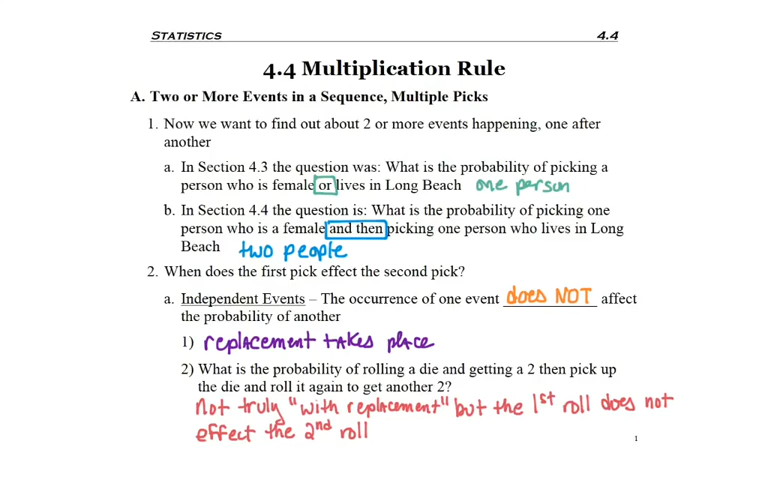 STATISTICS 4.4
4.4 Multiplication Rule
A. Two or More Events in a Sequence, Multiple Picks
1. Now we want to find out about 2 or more events happening, one after
another
a. In Section 4.3 the question was: What is the probability of picking a
person who is female or lives in Long Beach one person
b. In Section 4.4 the question is: What is the probability of picking one
person who is a female and then picking one person who lives in Long
Beach two people
2. When does the first pick effect the second pick?
a. Independent Events – The occurrence of one event does NOT affect
the probability of another
1) replacement takes place
2) What is the probability of rolling a die and getting a 2 then pick up
the die and roll it again to get another 2?
Not truly "with replacement" but the 1st roll does not
effect the 2nd roll
1